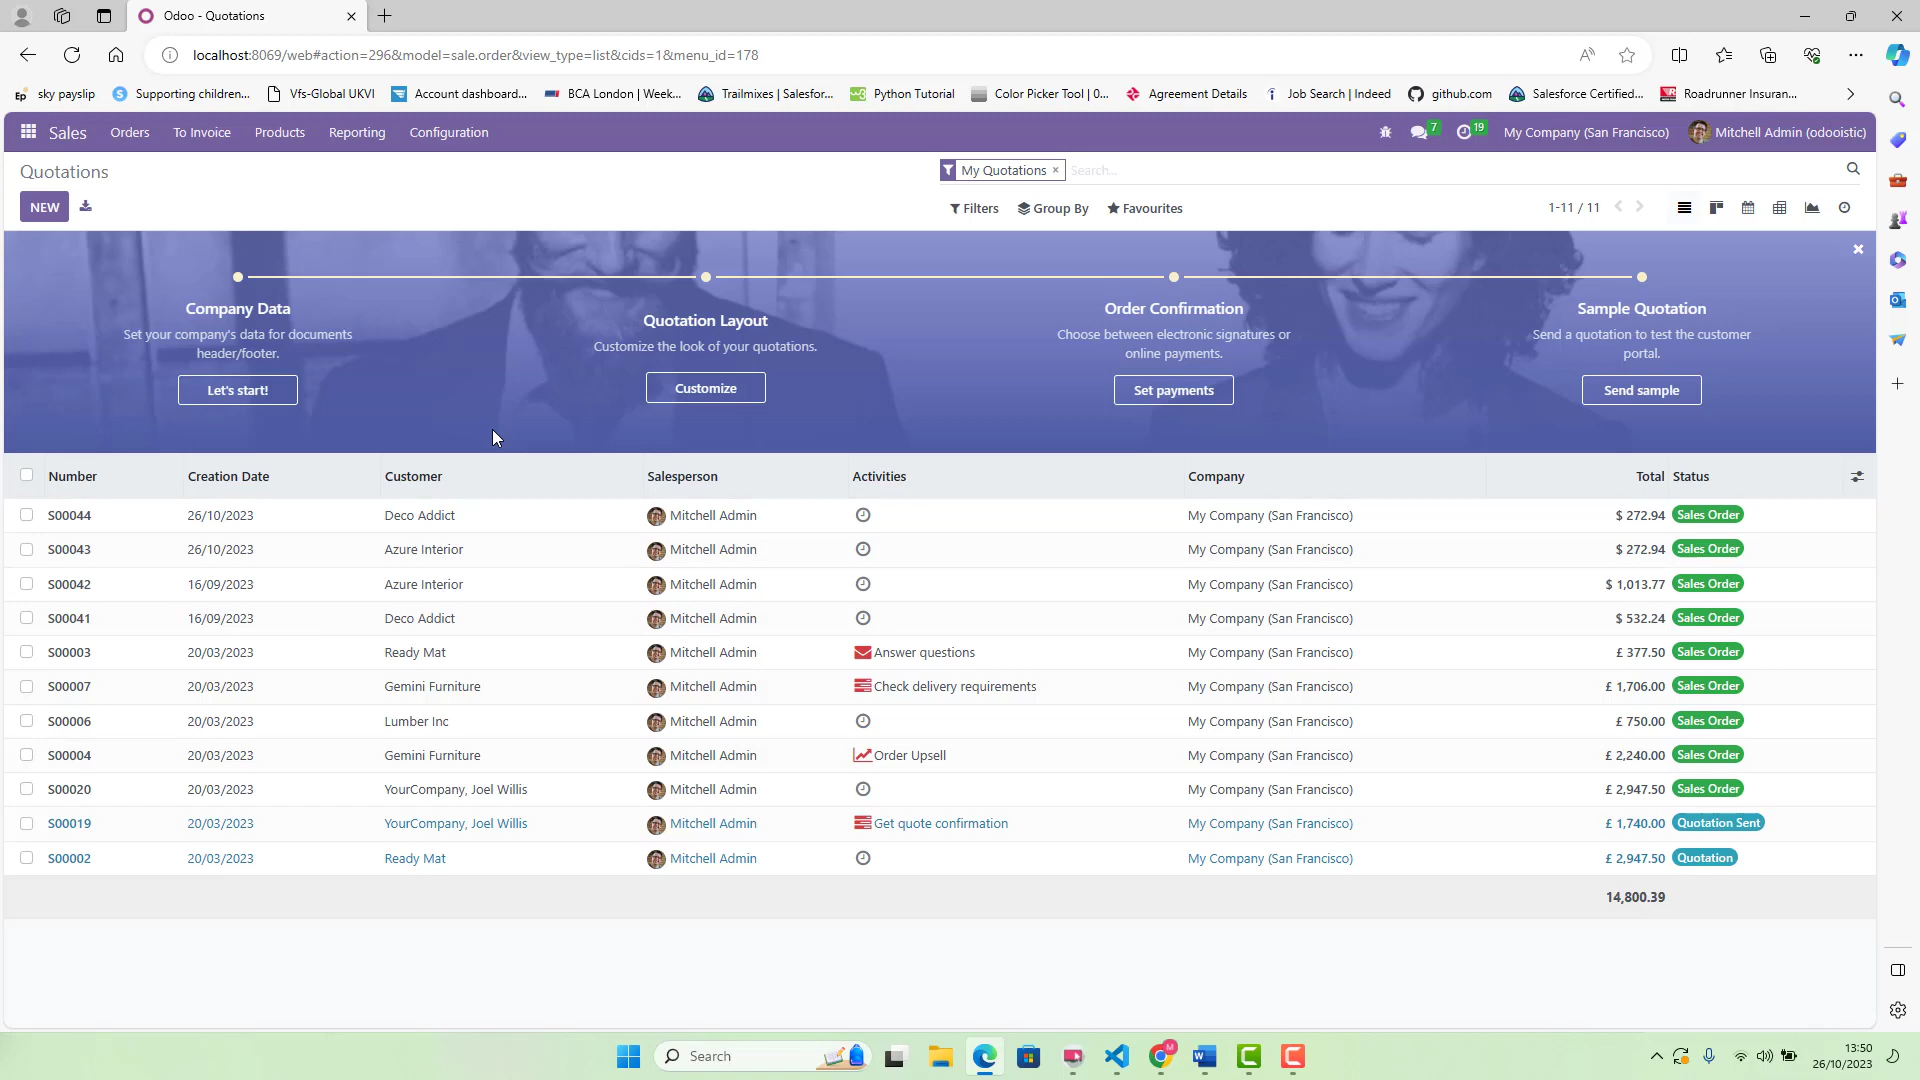 Odoo - Quotations
localhost:8069/web#action=296&model=sale.order&view_type=list&cids=1&menu_id=178
Ep sky payslip S Supporting children... Vfs-Global UKVI Account dashboard... BCA London | Week... Trailmixes | Salesfor... Python Tutorial Color Picker Tool | 0... Agreement Details Job Search | Indeed github.com Salesforce Certified... Roadrunner Insuran...
Sales Orders To Invoice Products Reporting Configuration 7 19 My Company (San Francisco) Mitchell Admin (odooistic)
Quotations My Quotations × Search...
NEW Filters Group By Favourites 1-11 / 11
Company Data
Set your company's data for documents
header/footer.
Let's start!
Quotation Layout
Customize the look of your quotations.
Customize
Order Confirmation
Choose between electronic signatures or
online payments.
Set payments
Sample Quotation
Send a quotation to test the customer
portal.
Send sample
Number Creation Date Customer Salesperson Activities Company Total Status
S00044 26/10/2023 Deco Addict Mitchell Admin My Company (San Francisco) $ 272.94 Sales Order
S00043 26/10/2023 Azure Interior Mitchell Admin My Company (San Francisco) $ 272.94 Sales Order
S00042 16/09/2023 Azure Interior Mitchell Admin My Company (San Francisco) $ 1,013.77 Sales Order
S00041 16/09/2023 Deco Addict Mitchell Admin My Company (San Francisco) $ 532.24 Sales Order
S00003 20/03/2023 Ready Mat Mitchell Admin Answer questions My Company (San Francisco) £ 377.50 Sales Order
S00007 20/03/2023 Gemini Furniture Mitchell Admin Check delivery requirements My Company (San Francisco) £ 1,706.00 Sales Order
S00006 20/03/2023 Lumber Inc Mitchell Admin My Company (San Francisco) £ 750.00 Sales Order
S00004 20/03/2023 Gemini Furniture Mitchell Admin Order Upsell My Company (San Francisco) £ 2,240.00 Sales Order
S00020 20/03/2023 YourCompany, Joel Willis Mitchell Admin My Company (San Francisco) £ 2,947.50 Sales Order
S00019 20/03/2023 YourCompany, Joel Willis Mitchell Admin Get quote confirmation My Company (San Francisco) £ 1,740.00 Quotation Sent
S00002 20/03/2023 Ready Mat Mitchell Admin My Company (San Francisco) £ 2,947.50 Quotation
14,800.39
Search
13:50
26/10/2023